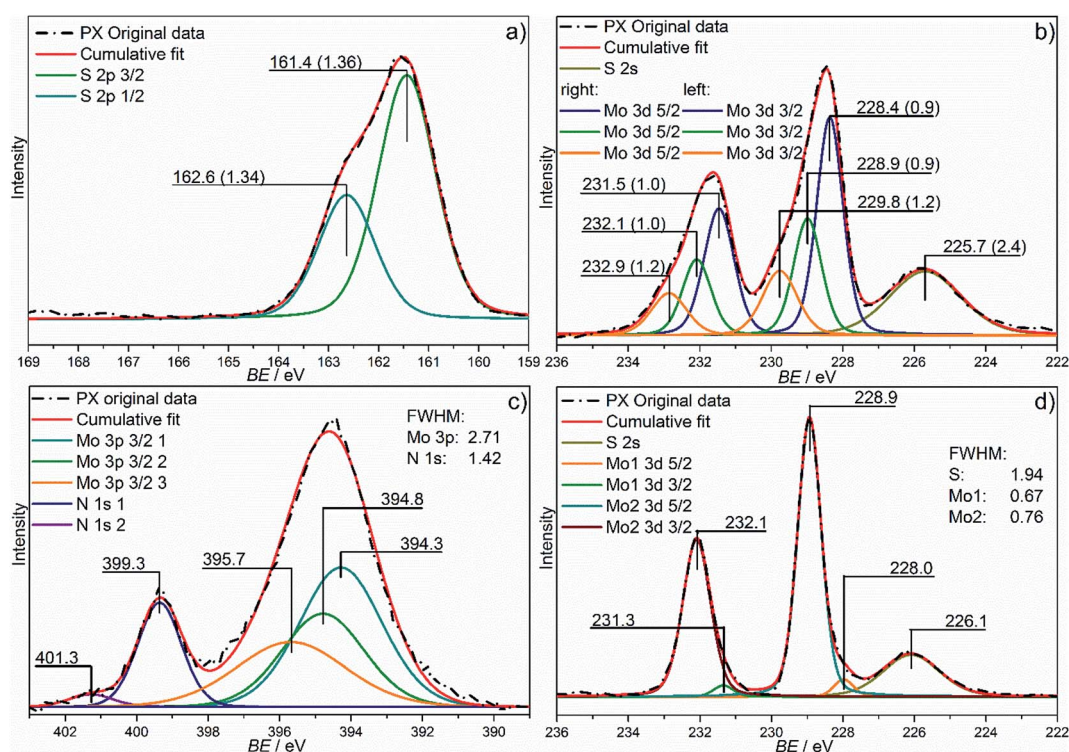 PX Original data
Cumulative fit
S 2p 3/2
S 2p 1/2
a)
161.4 (1.36)
162.6 (1.34)
Intensity
169 168 167 166 165 164 163 162 161 160 159
BE / eV
PX Original data
Cumulative fit
S 2s
b)
right: left:
Mo 3d 5/2 Mo 3d 3/2
Mo 3d 5/2 Mo 3d 3/2
Mo 3d 5/2 Mo 3d 3/2
228.4 (0.9)
228.9 (0.9)
229.8 (1.2)
231.5 (1.0)
232.1 (1.0)
232.9 (1.2)
225.7 (2.4)
Intensity
236 234 232 230 228 226 224 222
BE / eV
PX original data
Cumulative fit
Mo 3p 3/2 1
Mo 3p 3/2 2
Mo 3p 3/2 3
N 1s 1
N 1s 2
c)
FWHM:
Mo 3p: 2.71
N 1s: 1.42
394.8
394.3
395.7
399.3
401.3
Intensity
402 400 398 396 394 392 390
BE / eV
PX Original data
Cumulative fit
S 2s
Mo1 3d 5/2
Mo1 3d 3/2
Mo2 3d 5/2
Mo2 3d 3/2
d)
228.9
FWHM:
S: 1.94
Mo1: 0.67
Mo2: 0.76
232.1
231.3
228.0
226.1
Intensity
236 234 232 230 228 226 224 222
BE / eV